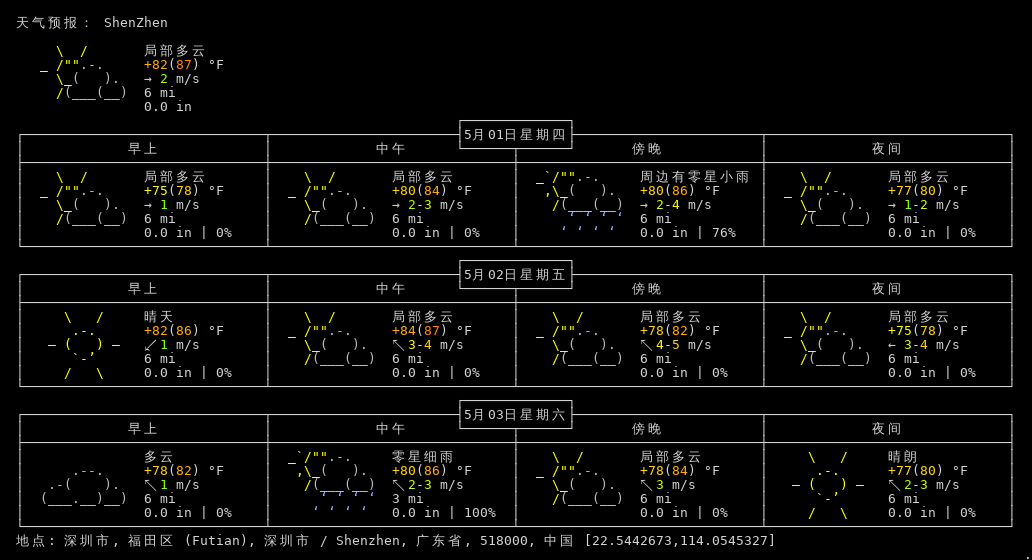 天气预报： ShenZhen
局部多云
+82(87) °F
→ 2 m/s
6 mi
0.0 in
5月01日星期四
早上 中午 傍晚 夜间
局部多云 局部多云 周边有零星小雨 局部多云
+75(78) °F +80(84) °F +80(86) °F +77(80) °F
→ 1 m/s → 2-3 m/s → 2-4 m/s → 1-2 m/s
6 mi 6 mi 6 mi 6 mi
0.0 in | 0% 0.0 in | 0% 0.0 in | 76% 0.0 in | 0%
5月02日星期五
早上 中午 傍晚 夜间
晴天 局部多云 局部多云 局部多云
+82(86) °F +84(87) °F +78(82) °F +75(78) °F
↙ 1 m/s ↖ 3-4 m/s ↖ 4-5 m/s ← 3-4 m/s
6 mi 6 mi 6 mi 6 mi
0.0 in | 0% 0.0 in | 0% 0.0 in | 0% 0.0 in | 0%
5月03日星期六
早上 中午 傍晚 夜间
多云 零星细雨 局部多云 晴朗
+78(82) °F +80(86) °F +78(84) °F +77(80) °F
↖ 1 m/s ↖ 2-3 m/s ↖ 3 m/s ↖ 2-3 m/s
6 mi 3 mi 6 mi 6 mi
0.0 in | 0% 0.0 in | 100% 0.0 in | 0% 0.0 in | 0%
地点: 深圳市, 福田区 (Futian), 深圳市 / Shenzhen, 广东省, 518000, 中国 [22.5442673,114.0545327]